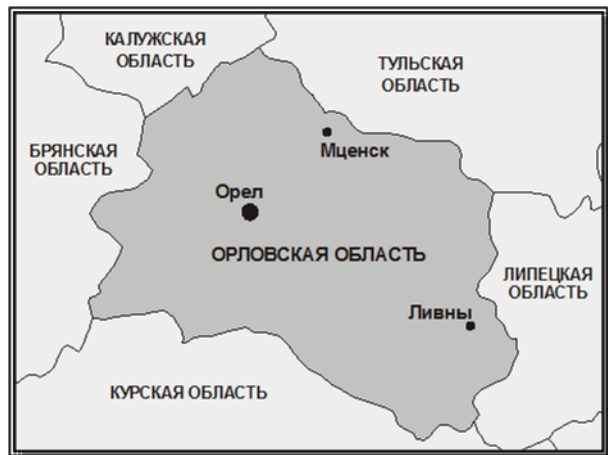 КАЛУЖСКАЯ
ОБЛАСТЬ
ТУЛЬСКАЯ
ОБЛАСТЬ
Мценск
БРЯНСКАЯ
ОБЛАСТЬ
Орел
ОРЛОВСКАЯ ОБЛАСТЬ
ЛИПЕЦКАЯ
ОБЛАСТЬ
Ливны
КУРСКАЯ ОБЛАСТЬ